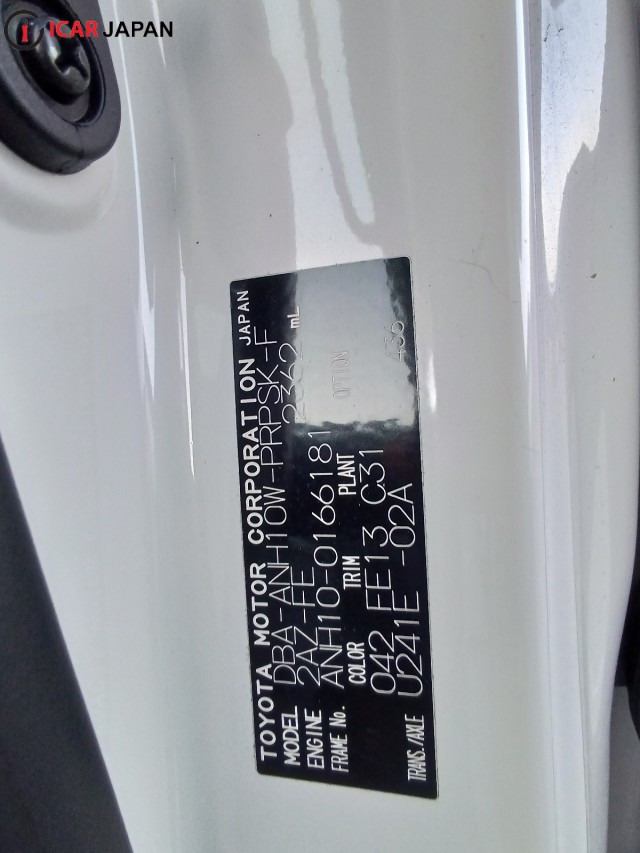 ICAR JAPAN
TOYOTA MOTOR CORPORATION JAPAN
MODEL DBA-ANH10W-PRPSK-F
ENGINE 2AZ-FE 2362 mL
FRAME No. ANH10-0166181
COLOR TRIM PLANT OPTION
042 FE13 C31 436
TRANS./AXLE U241E -02A